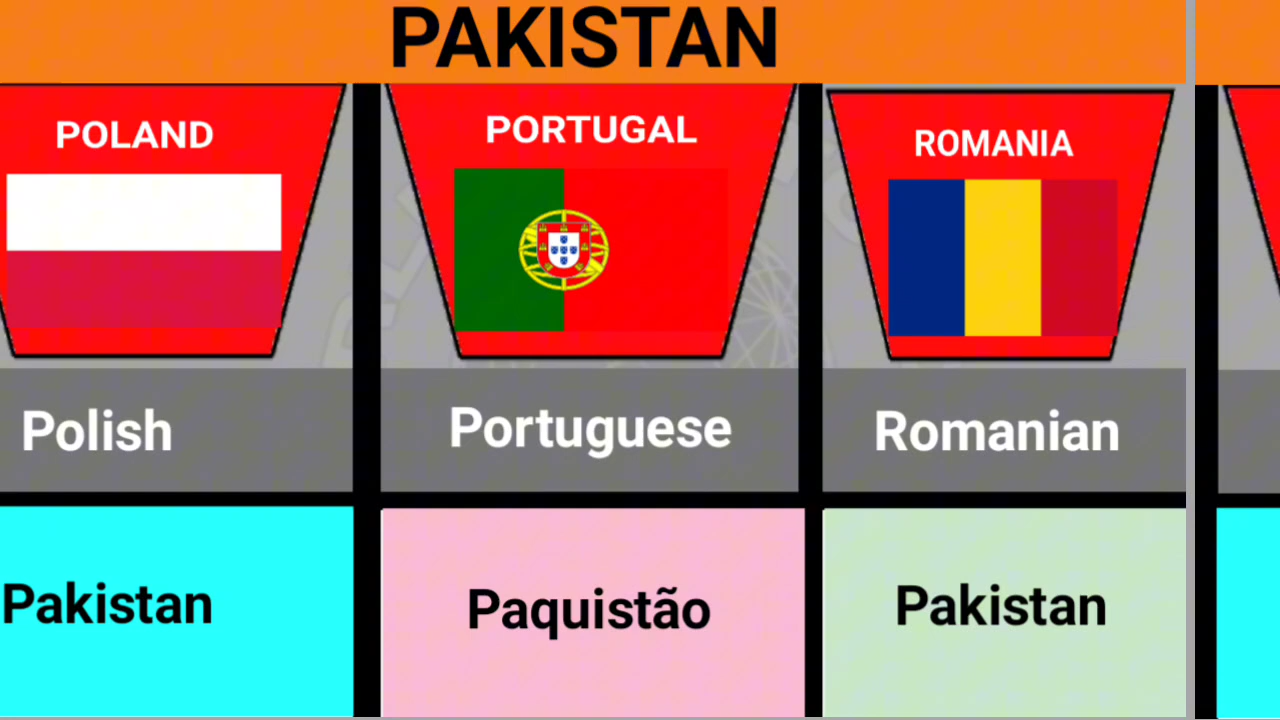 PAKISTAN
POLAND
PORTUGAL
ROMANIA
Polish
Portuguese
Romanian
Pakistan
Paquistão
Pakistan